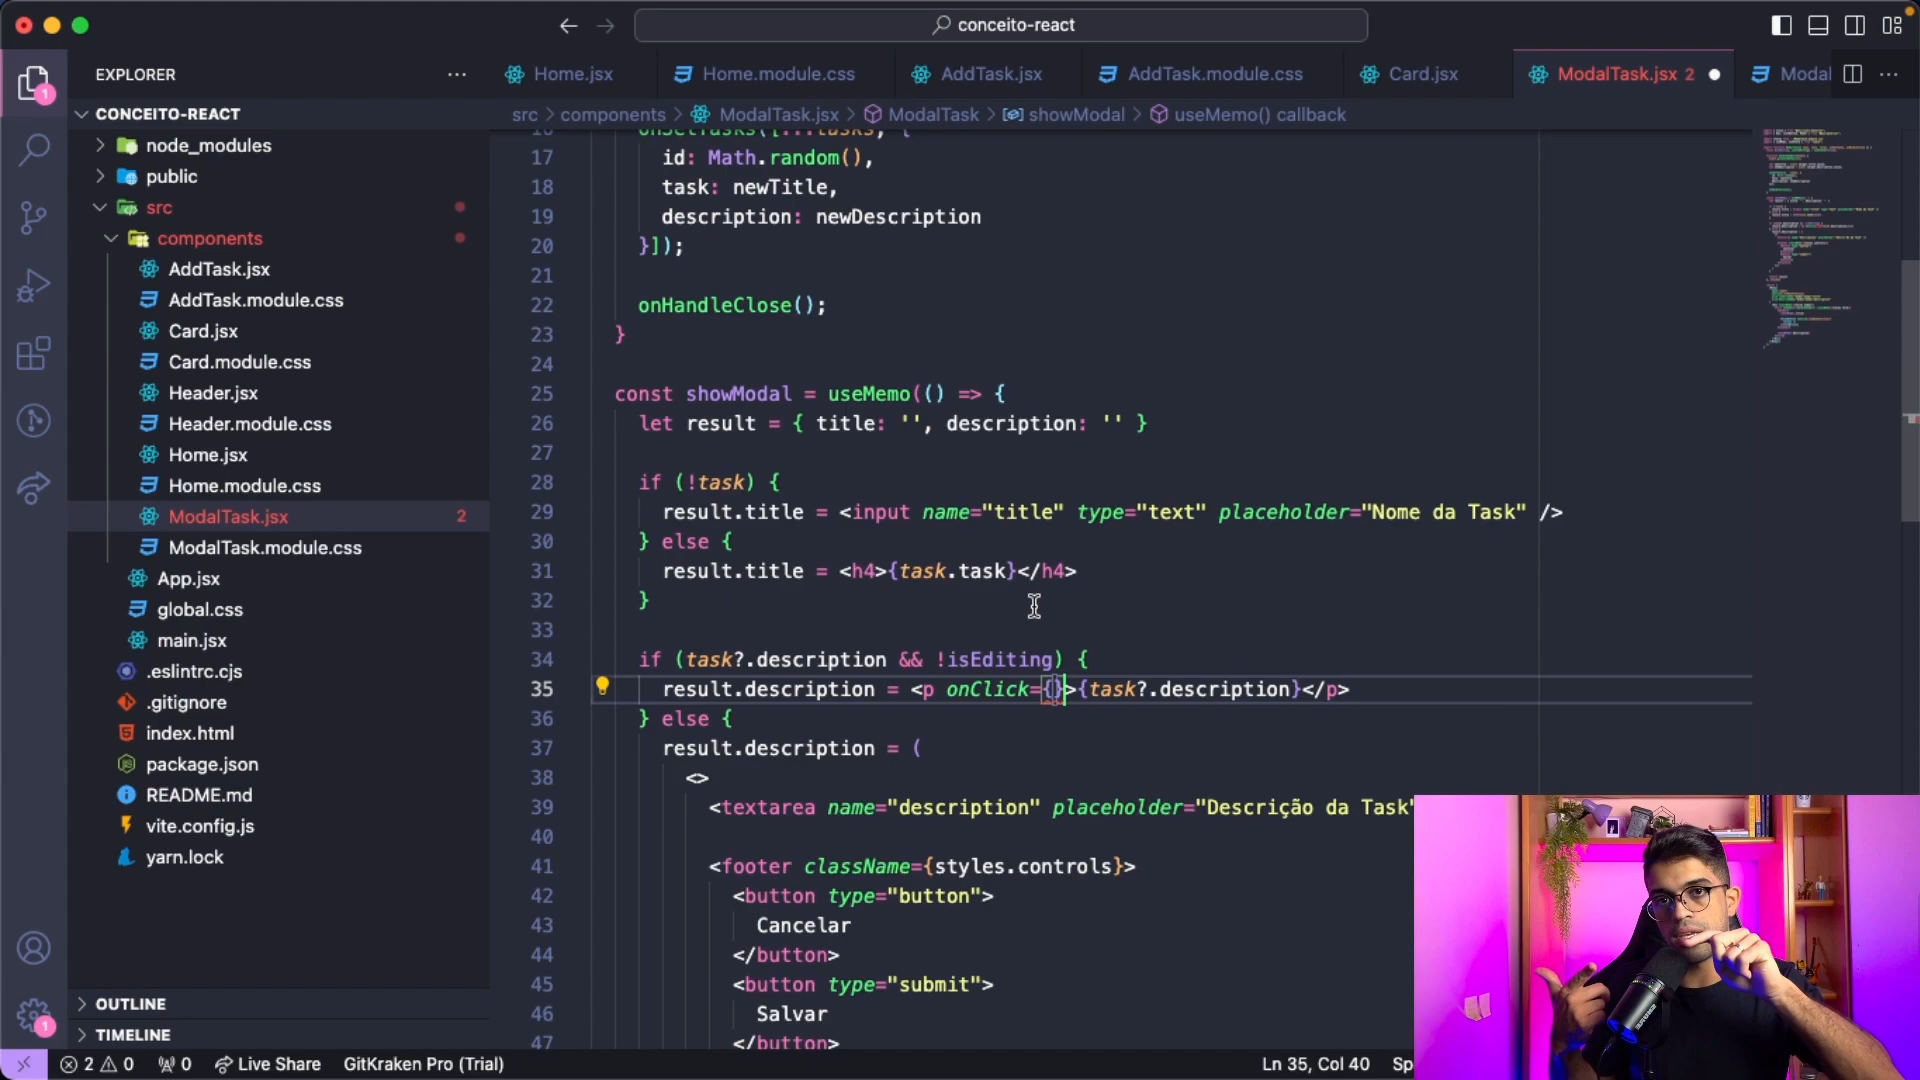 conceito-react
EXPLORER
Home.jsx
Home.module.css
AddTask.jsx
AddTask.module.css
Card.jsx
ModalTask.jsx 2
Modal
CONCEITO-REACT
src > components > ModalTask.jsx > ModalTask > showModal > useMemo() callback
node_modules
public
src
components
AddTask.jsx
AddTask.module.css
Card.jsx
Card.module.css
Header.jsx
Header.module.css
Home.jsx
Home.module.css
ModalTask.jsx 2
ModalTask.module.css
App.jsx
global.css
main.jsx
.eslintrc.cjs
.gitignore
index.html
package.json
README.md
vite.config.js
yarn.lock
OUTLINE
TIMELINE
1
1
16 onSetTasks([...tasks, {
17 id: Math.random(),
18 task: newTitle,
19 description: newDescription
20 }]);
21
22 onHandleClose();
23 }
24
25 const showModal = useMemo(() => {
26 let result = { title: '', description: '' }
27
28 if (!task) {
29 result.title = <input name="title" type="text" placeholder="Nome da Task" />
30 } else {
31 result.title = <h4>{task.task}</h4>
32 }
33
34 if (task?.description && !isEditing) {
35 result.description = <p onClick={}>{task?.description}</p>
36 } else {
37 result.description = (
38 <>
39 <textarea name="description" placeholder="Descrição da Task"
40
41 <footer className={styles.controls}>
42 <button type="button">
43 Cancelar
44 </button>
45 <button type="submit">
46 Salvar
47 </button>
2 0 0 Live Share GitKraken Pro (Trial) Ln 35, Col 40 Sp